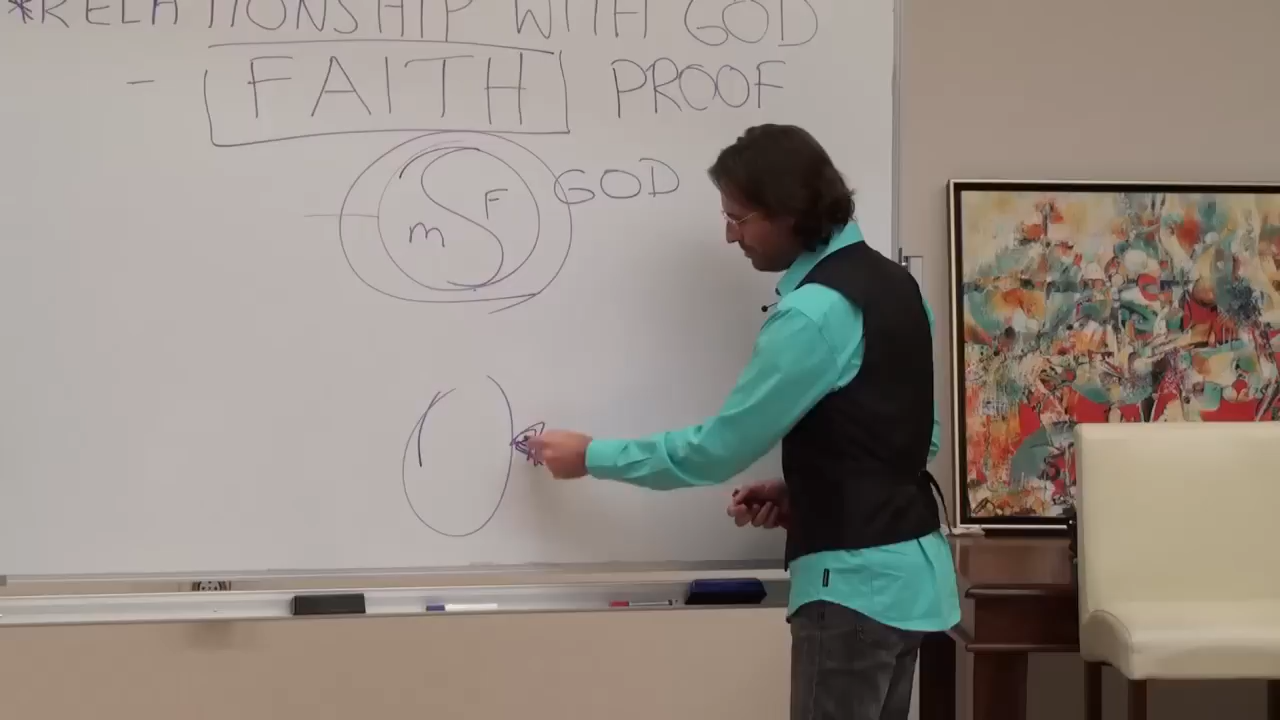 *RELATIONSHIP WITH GOD
- FAITH PROOF
GOD
F
m